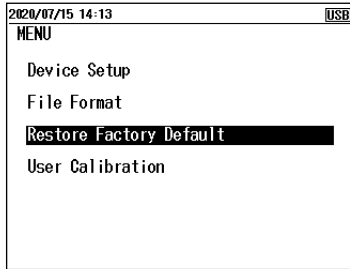 2020/07/15 14:13 USB
MENU
Device Setup
File Format
Restore Factory Default
User Calibration